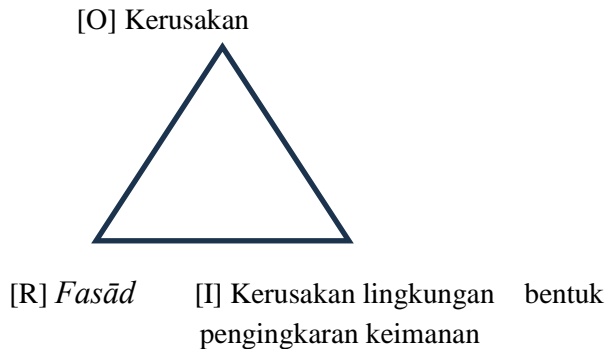 [O] Kerusakan
[R] Fasād [I] Kerusakan lingkungan bentuk
pengingkaran keimanan